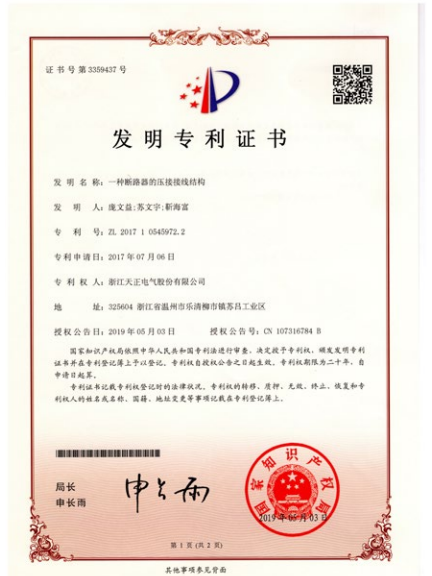 证书号第3359437号
发明专利证书
发明名称：一种断路器的压接接线结构
发明人：庞文益;苏文宇;靳海富
专利号：ZL 2017 1 0545972.2
专利申请日：2017年07月06日
专利权人：浙江天正电气股份有限公司
地址：325604 浙江省温州市乐清柳市镇苏吕工业区
授权公告日：2019年05月03日 授权公告号：CN 107316784 B
国家知识产权局依照中华人民共和国专利法进行审查，决定授予专利权，颁发发明专利
证书并在专利登记簿上予以登记。专利权自授权公告之日起生效。专利权期限为二十年，自
申请日起算。
专利证书记载专利权登记时的法律状况。专利权的转移、质押、无效、终止、恢复和专
利权人的姓名或名称、国籍、地址变更等事项记载在专利登记簿上。
局长
申长雨
申长雨
国家知识产权局
2019年05月03日
第1页(共2页)
其他事项参见背面